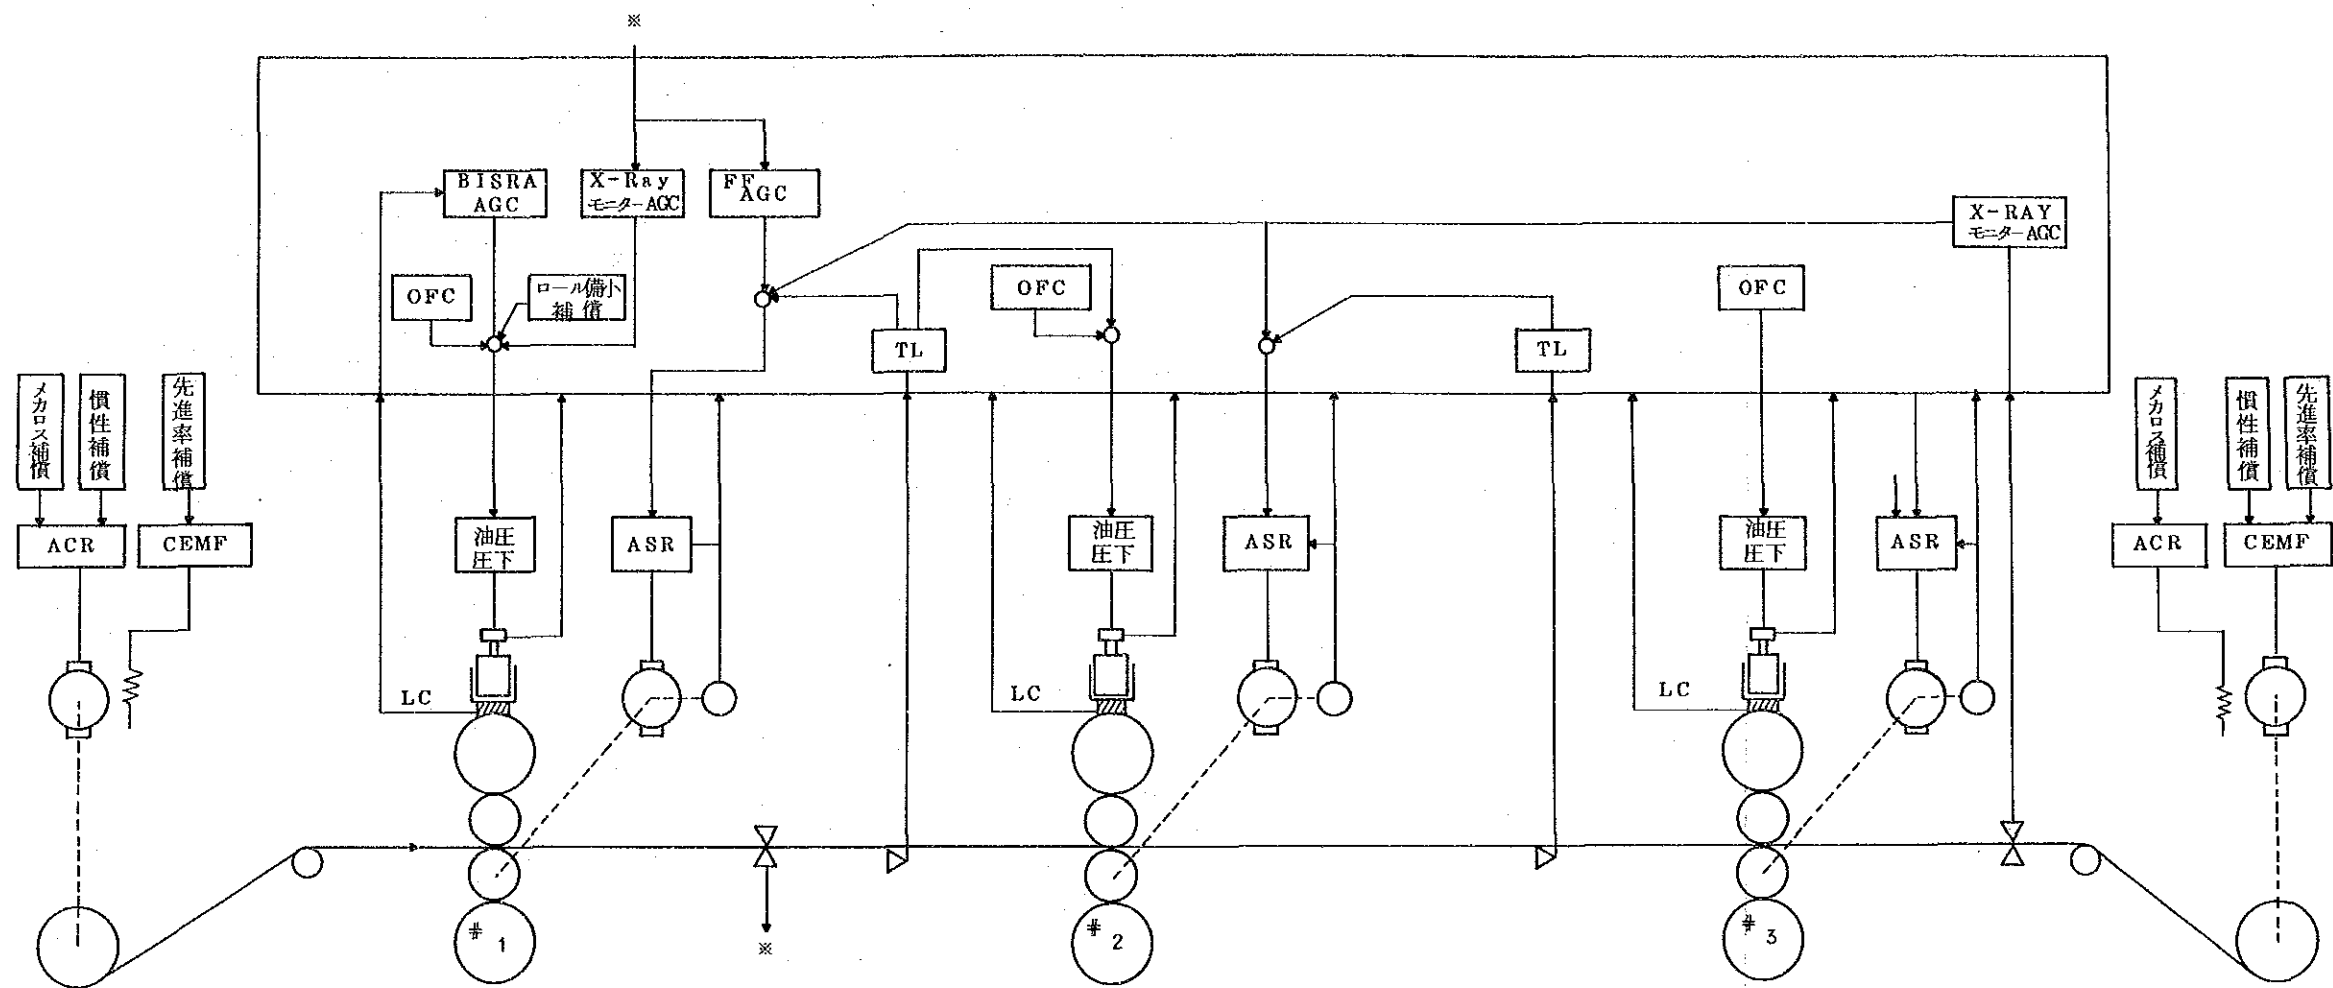 ※
BISRA
AGC
X-Ray
モニターAGC
FF
AGC
X-RAY
モニターAGC
OFC
ロール備小
補償
OFC
OFC
TL
TL
メカロス補償
慣性補償
先進率補償
メカロス補償
慣性補償
先進率補償
ACR
CEMF
油圧
圧下
ASR
油圧
圧下
ASR
油圧
圧下
ASR
ACR
CEMF
LC
LC
LC
# 1
# 2
# 3
※